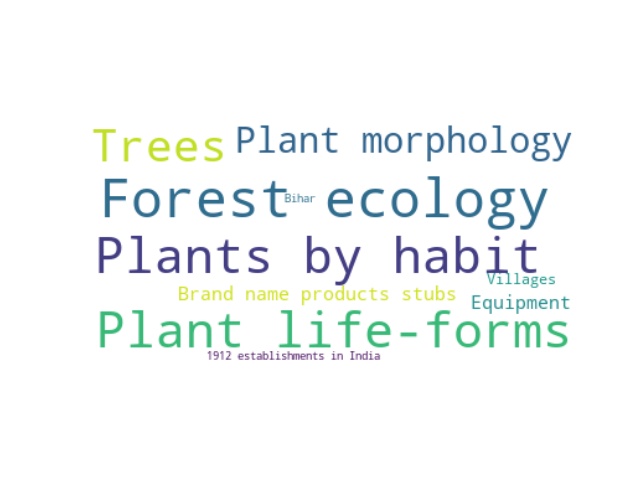 Trees Plant morphology
Forest ecology
Bihar
Plants by habit
Villages
Brand name products stubs
Equipment
Plant life-forms
1912 establishments in India